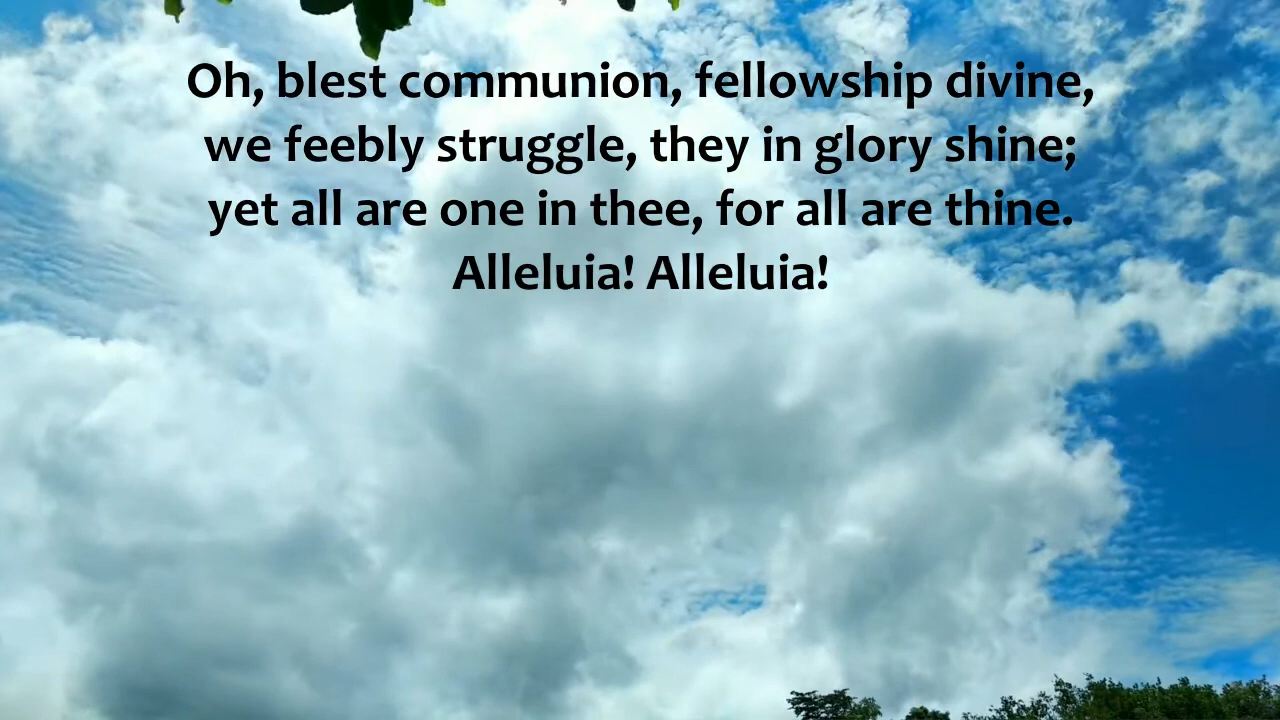 Oh, blest communion, fellowship divine,
we feebly struggle, they in glory shine;
yet all are one in thee, for all are thine.
Alleluia! Alleluia!